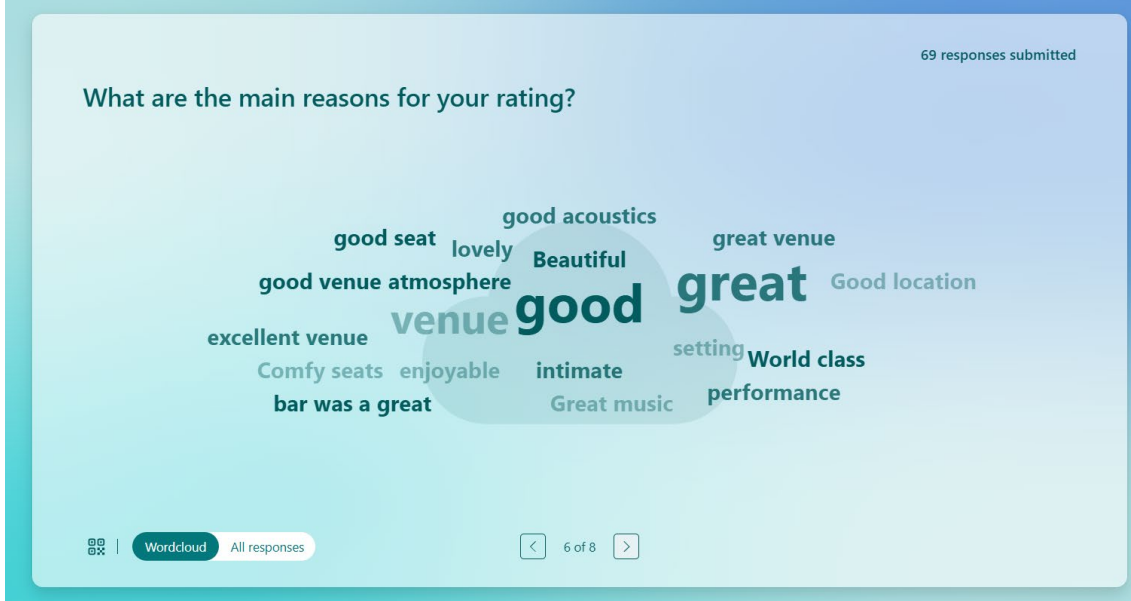 69 responses submitted
What are the main reasons for your rating?
good acoustics
good seat
lovely
Beautiful
great venue
good venue atmosphere
good
great
Good location
venue
excellent venue
setting
World class
Comfy seats
enjoyable
intimate
performance
bar was a great
Great music
Wordcloud
All responses
6 of 8